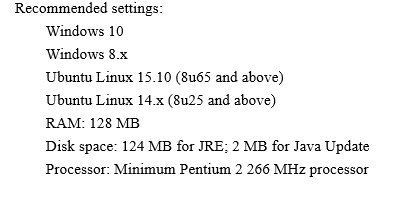 Recommended settings:
Windows 10
Windows 8.x
Ubuntu Linux 15.10 (8u65 and above)
Ubuntu Linux 14.x (8u25 and above)
RAM: 128 MB
Disk space: 124 MB for JRE; 2 MB for Java Update
Processor: Minimum Pentium 2 266 MHz processor